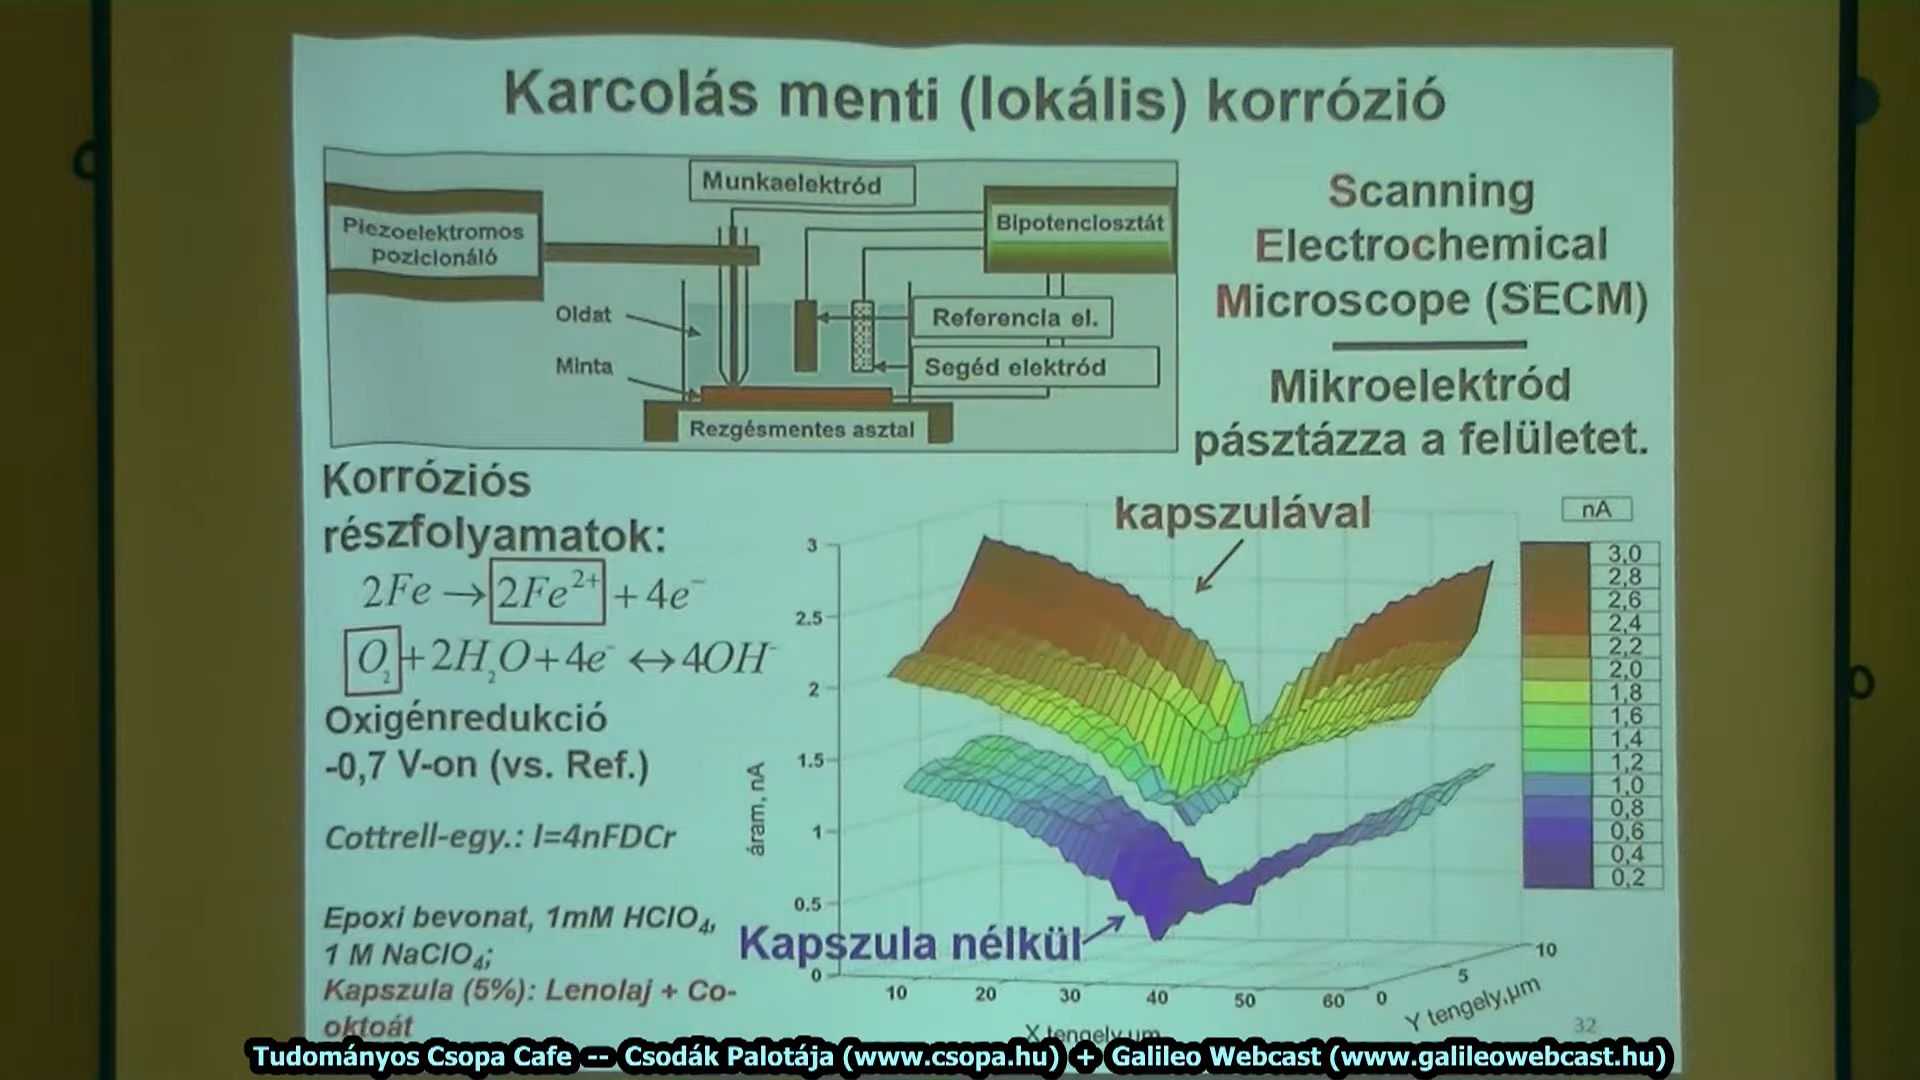 Karcolás menti (lokális) korrózió
Munkaelektród
Piezoelektromos
pozicionáló
Bipotenciosztát
Oldat
Referencia el.
Minta
Segéd elektród
Rezgésmentes asztal
Scanning
Electrochemical
Microscope (SECM)
Mikroelektród
pásztázza a felületet.
Korróziós
részfolyamatok:
2Fe → 2Fe²⁺ + 4e⁻
O₂ + 2H₂O + 4e⁻ ↔ 4OH⁻
Oxigénredukció
-0,7 V-on (vs. Ref.)
Cottrell-egy.: I=4nFDCr
Epoxi bevonat, 1mM HClO₄,
1 M NaClO₄;
Kapszula (5%): Lenolaj + Co-
oktoát
kapszulával
Kapszula nélkül
áram, nA
3
2.5
2
1.5
1
0.5
0
10 20 30 40 50 60
X tengely, µm
0 5 10
Y tengely, µm
nA
3,0
2,8
2,6
2,4
2,2
2,0
1,8
1,6
1,4
1,2
1,0
0,8
0,6
0,4
0,2
32
Tudományos Csopa Cafe -- Csodák Palotája (www.csopa.hu) + Galileo Webcast (www.galileowebcast.hu)